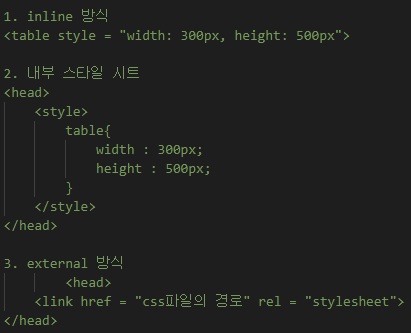 1. inline 방식
<table style = "width: 300px, height: 500px">
2. 내부 스타일 시트
<head>
<style>
table{
width : 300px;
height : 500px;
}
</style>
</head>
3. external 방식
<head>
<link href = "css파일의 경로" rel = "stylesheet">
</head>